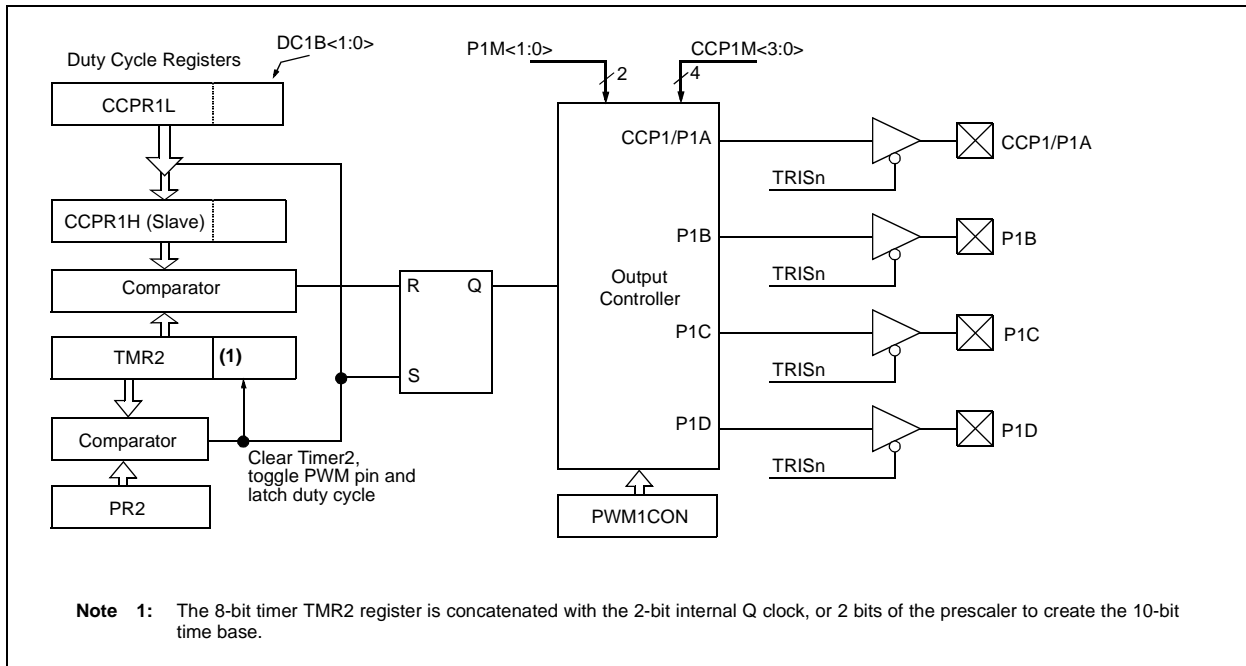 DC1B<1:0>
Duty Cycle Registers
CCPR1L
CCPR1H (Slave)
Comparator
TMR2
(1)
Comparator
PR2
Clear Timer2,
toggle PWM pin and
latch duty cycle
R
Q
S
P1M<1:0>
2
CCP1M<3:0>
4
Output
Controller
CCP1/P1A
P1B
P1C
P1D
PWM1CON
TRISn
CCP1/P1A
TRISn
P1B
TRISn
P1C
TRISn
P1D
Note 1: The 8-bit timer TMR2 register is concatenated with the 2-bit internal Q clock, or 2 bits of the prescaler to create the 10-bit
time base.